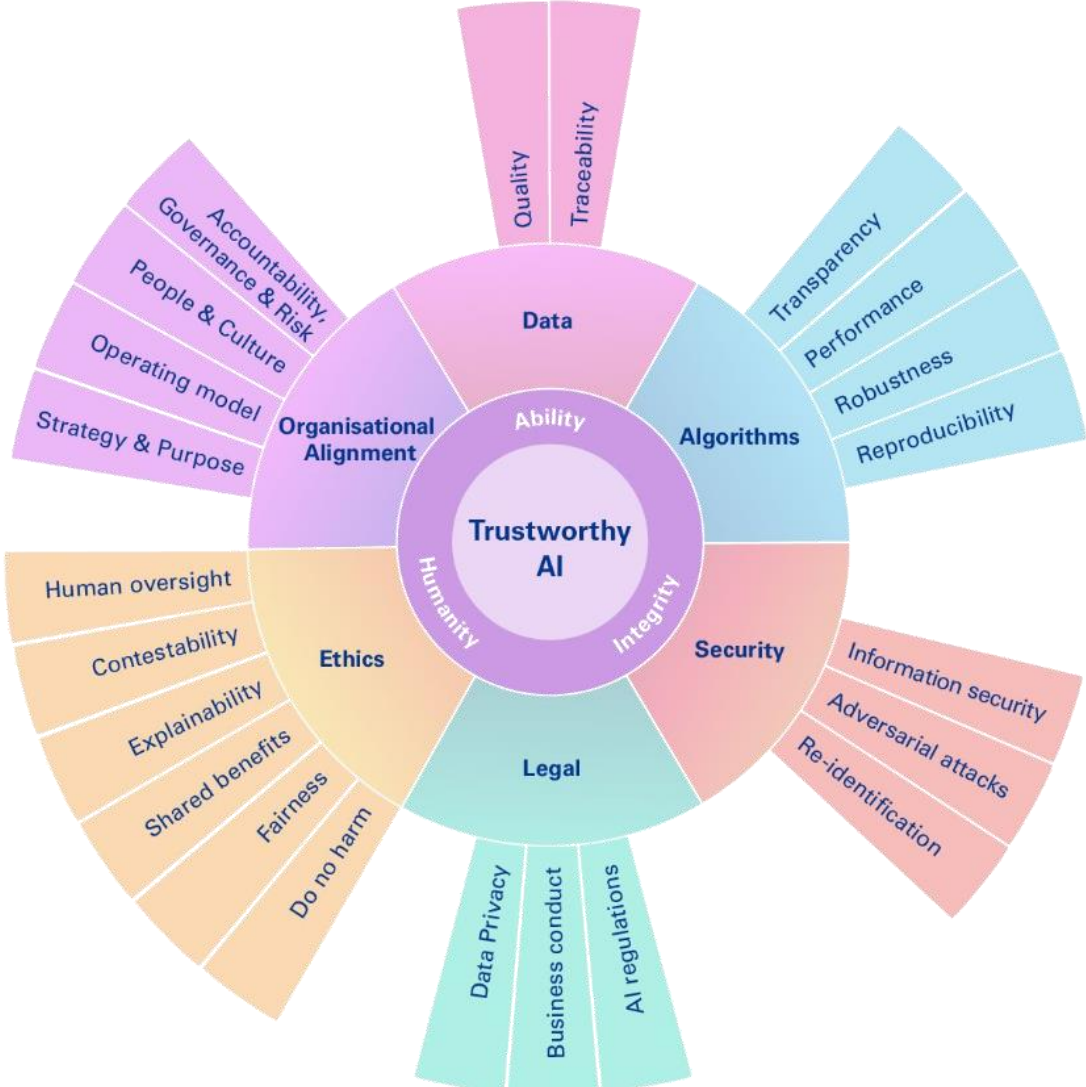 Trustworthy
AI
Ability
Integrity
Humanity
Data
Quality
Traceability
Algorithms
Transparency
Performance
Robustness
Reproducibility
Security
Information security
Adversarial attacks
Re-identification
Legal
AI regulations
Business conduct
Data Privacy
Ethics
Do no harm
Fairness
Shared benefits
Explainability
Contestability
Human oversight
Organisational
Alignment
Strategy & Purpose
Operating model
People & Culture
Accountability,
Governance & Risk